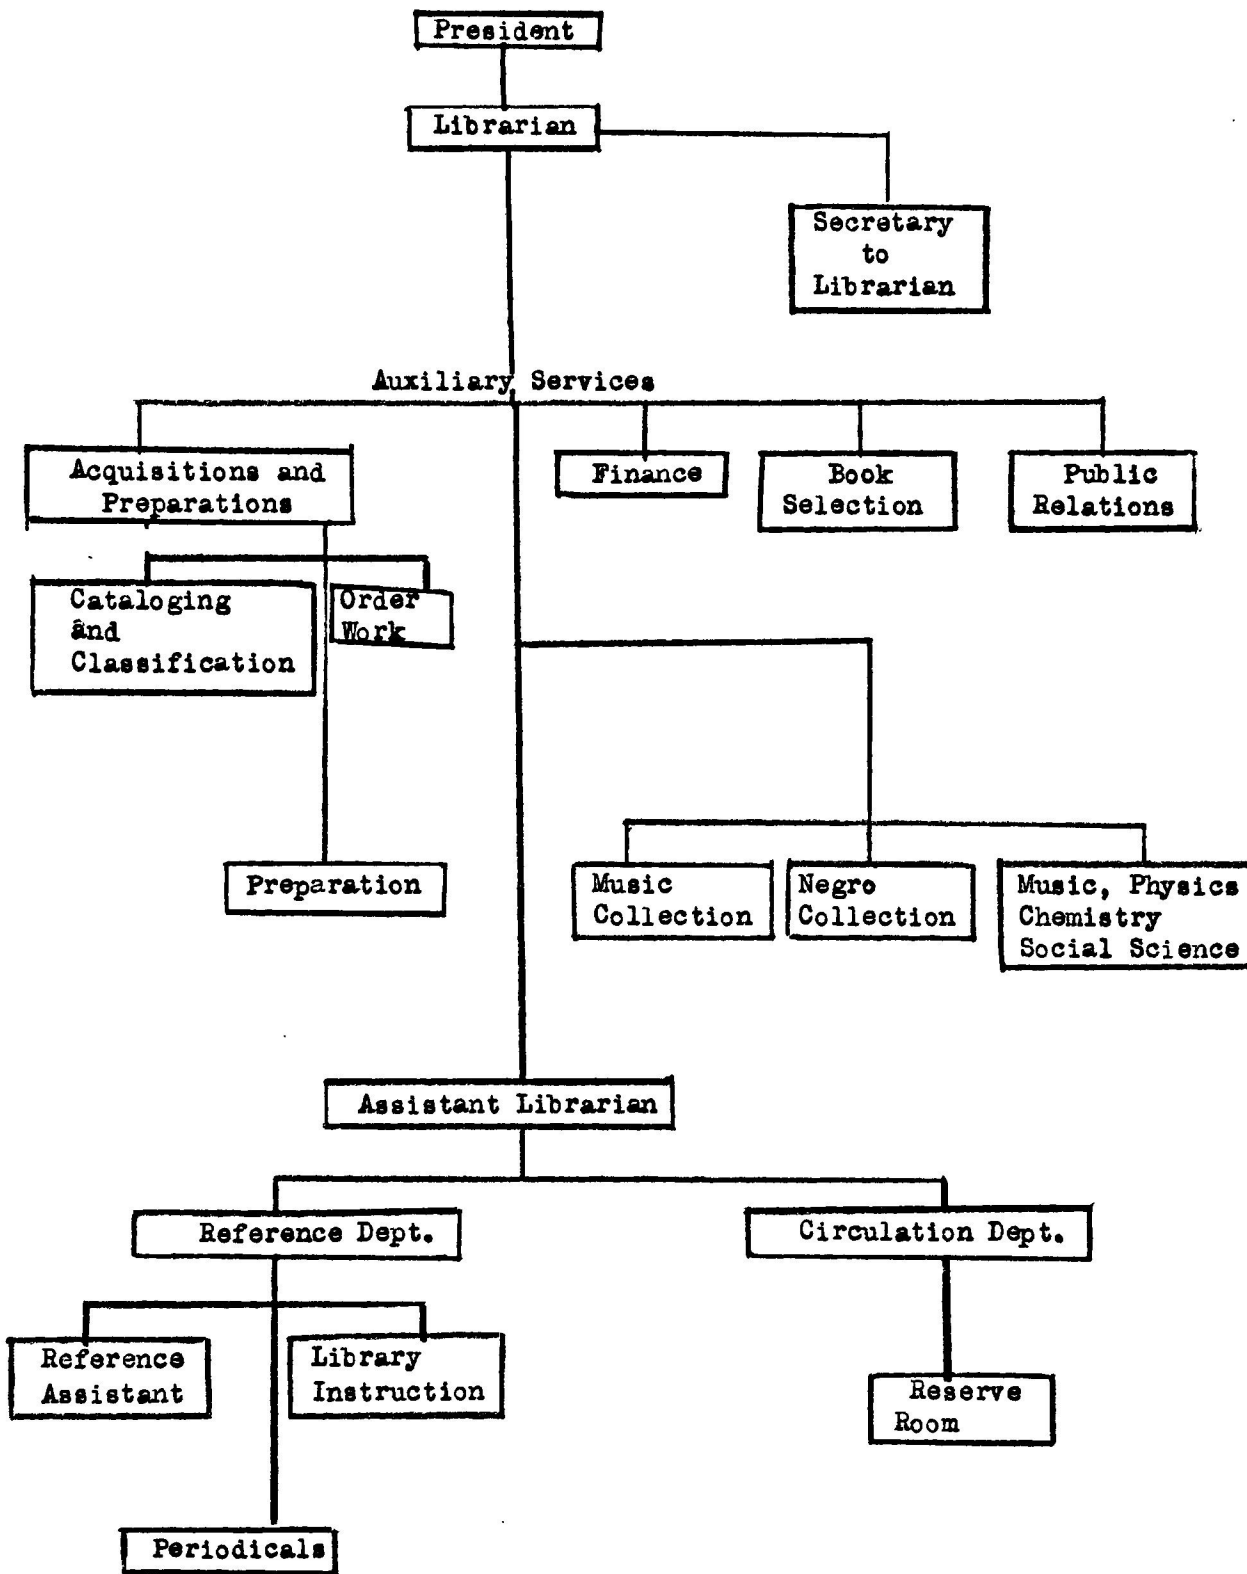 President
Librarian
Secretary
to
Librarian
Auxiliary Services
Acquisitions and
Preparations
Finance
Book
Selection
Public
Relations
Cataloging
and
Classification
Order
Work
Preparation
Music
Collection
Negro
Collection
Music, Physics
Chemistry
Social Science
Assistant Librarian
Reference Dept.
Circulation Dept.
Reference
Assistant
Library
Instruction
Reserve
Room
Periodicals